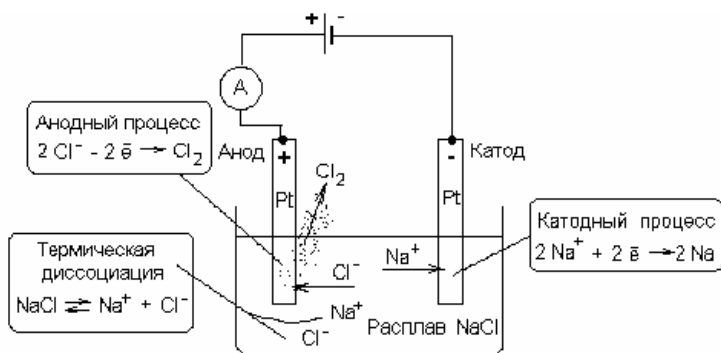 + -
A
Анодный процесс
2 Cl⁻ - 2 ē → Cl₂
Анод
+
Pt
Cl₂
-
Pt
Катод
Катодный процесс
2 Na⁺ + 2 ē → 2 Na
Термическая
диссоциация
NaCl ⇌ Na⁺ + Cl⁻
Cl⁻
Na⁺
Na⁺
Cl⁻
Расплав NaCl